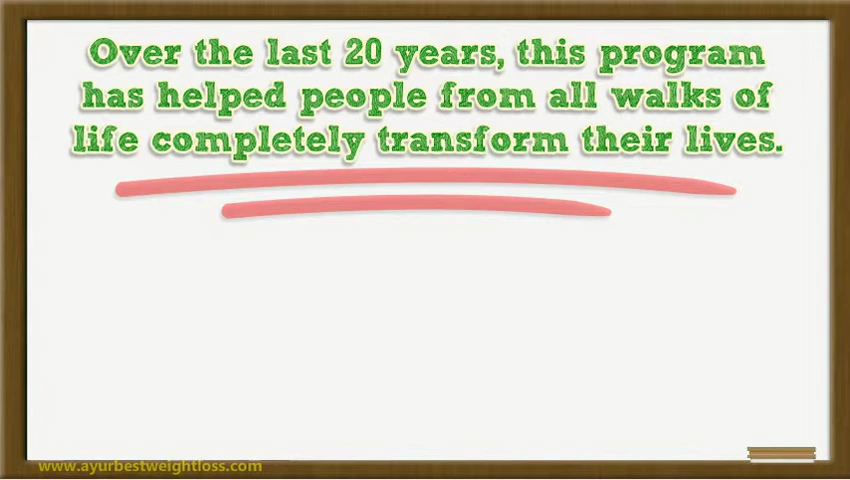 Over the last 20 years, this program
has helped people from all walks of
life completely transform their lives.
www.ayurbestweightloss.com